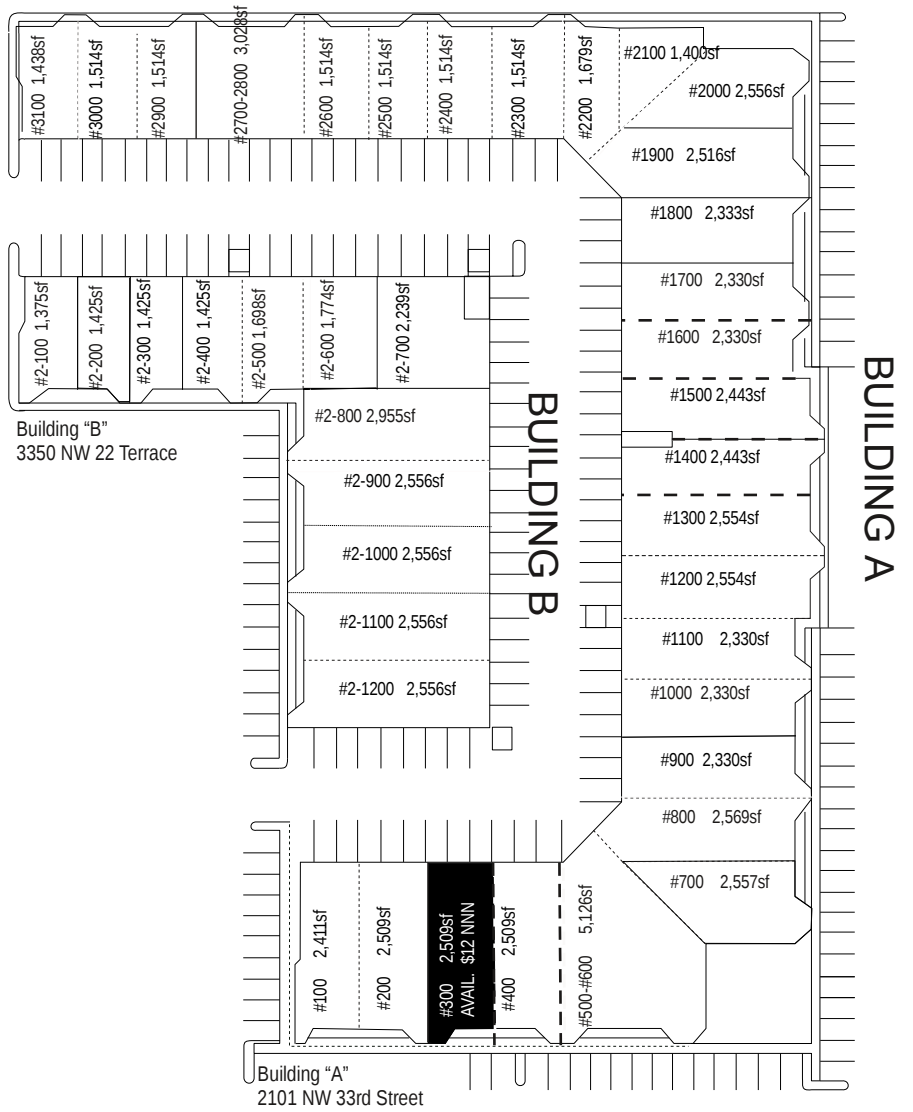 #3100 1,438sf
#3000 1,514sf
#2900 1,514sf
#2700-2800 3,028sf
#2600 1,514sf
#2500 1,514sf
#2400 1,514sf
#2300 1,514sf
#2200 1,679sf
#2100 1,400sf
#2000 2,556sf
#1900 2,516sf
#1800 2,333sf
#1700 2,330sf
#1600 2,330sf
#1500 2,443sf
#1400 2,443sf
#1300 2,554sf
#1200 2,554sf
#1100 2,330sf
#1000 2,330sf
#900 2,330sf
#800 2,569sf
#700 2,557sf
BUILDING A
#2-100 1,375sf
#2-200 1,425sf
#2-300 1,425sf
#2-400 1,425sf
#2-500 1,698sf
#2-600 1,774sf
#2-700 2,239sf
#2-800 2,955sf
#2-900 2,556sf
#2-1000 2,556sf
#2-1100 2,556sf
#2-1200 2,556sf
BUILDING B
Building “B”
3350 NW 22 Terrace
#100 2,411sf
#200 2,509sf
#300 2,509sf
AVAIL. $12 NNN
#400 2,509sf
#500-#600 5,126sf
Building “A”
2101 NW 33rd Street